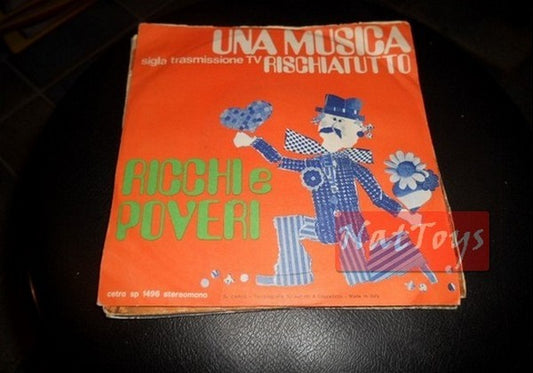 UNA MUSICA
sigla trasmissione TV RISCHIATUTTO
RICCHI e
POVERI
NatToys
cetra sp 1496 stereomono
Made in Italy